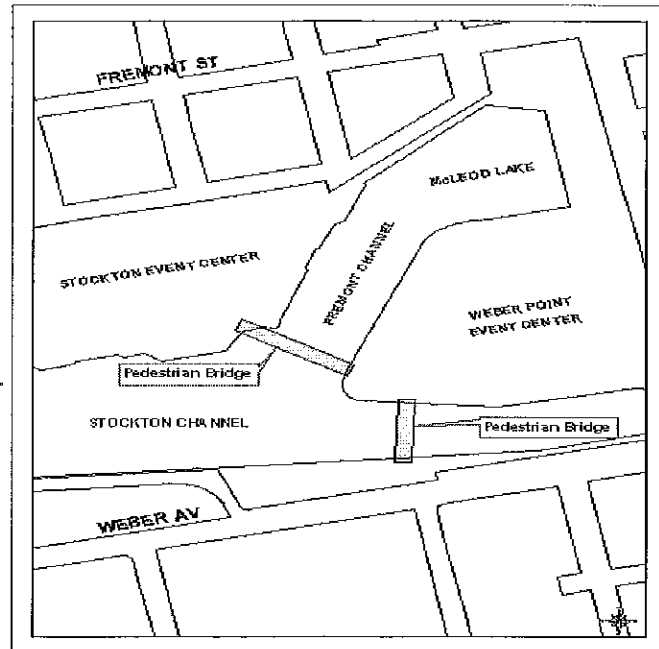 FREMONT ST
McLEOD LAKE
FREMONT CHANNEL
STOCKTON EVENT CENTER
WEBER POINT
EVENT CENTER
Pedestrian Bridge
STOCKTON CHANNEL
Pedestrian Bridge
WEBER AV